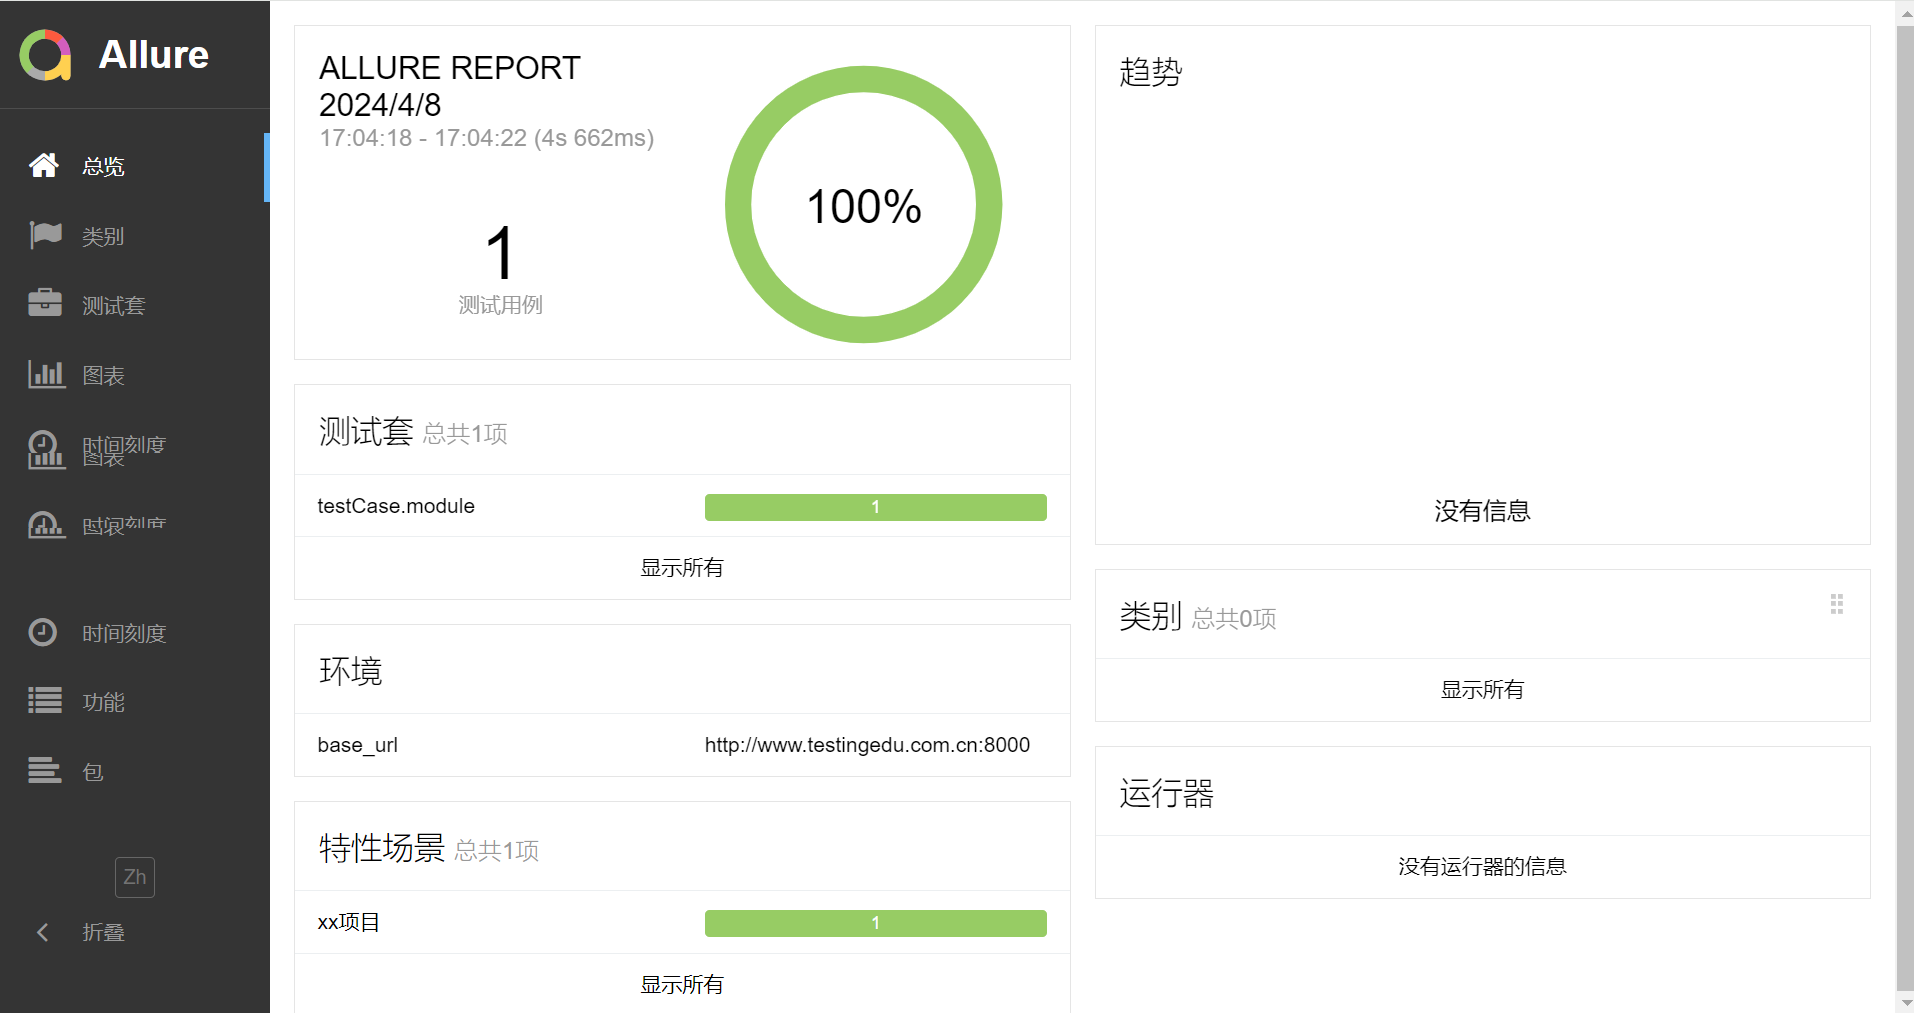 Allure
总览
类别
测试套
图表
时间刻度
图表
时间刻度
时间刻度
功能
包
Zh
折叠
ALLURE REPORT
2024/4/8
17:04:18 - 17:04:22 (4s 662ms)
1
测试用例
100%
测试套 总共1项
testCase.module 1
显示所有
环境
base_url http://www.testingedu.com.cn:8000
特性场景 总共1项
xx项目 1
显示所有
趋势
没有信息
类别 总共0项
显示所有
运行器
没有运行器的信息